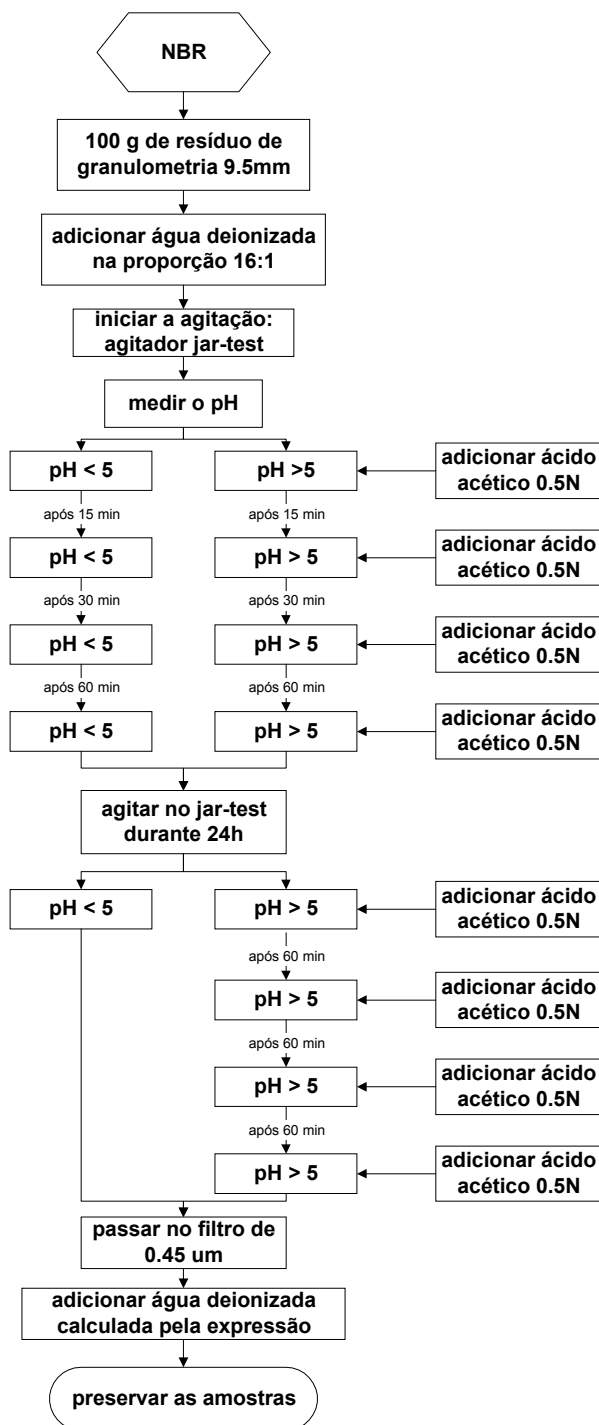 NBR
100 g de resíduo de
granulometria 9.5mm
adicionar água deionizada
na proporção 16:1
iniciar a agitação:
agitador jar-test
medir o pH
pH < 5
pH >5
adicionar ácido
acético 0.5N
após 15 min
após 15 min
pH < 5
pH > 5
adicionar ácido
acético 0.5N
após 30 min
após 30 min
pH < 5
pH > 5
adicionar ácido
acético 0.5N
após 60 min
após 60 min
pH < 5
pH > 5
adicionar ácido
acético 0.5N
agitar no jar-test
durante 24h
pH < 5
pH > 5
adicionar ácido
acético 0.5N
após 60 min
pH > 5
adicionar ácido
acético 0.5N
após 60 min
pH > 5
adicionar ácido
acético 0.5N
após 60 min
pH > 5
adicionar ácido
acético 0.5N
passar no filtro de
0.45 um
adicionar água deionizada
calculada pela expressão
preservar as amostras